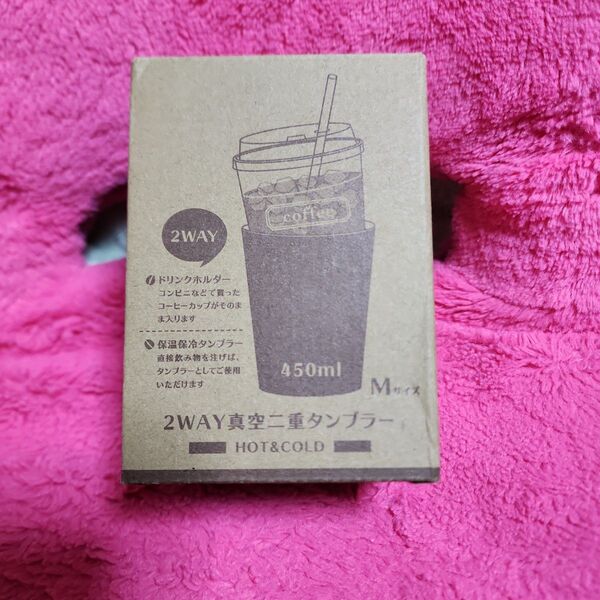 coffee
2WAY
ドリンクホルダー
コンビニなどで買った
コーヒーカップがそのま
ま入ります
保温保冷タンブラー
直接飲み物を注げば、
タンブラーとしてご使用
いただけます
450ml
Mサイズ
2WAY真空二重タンブラー
HOT&COLD